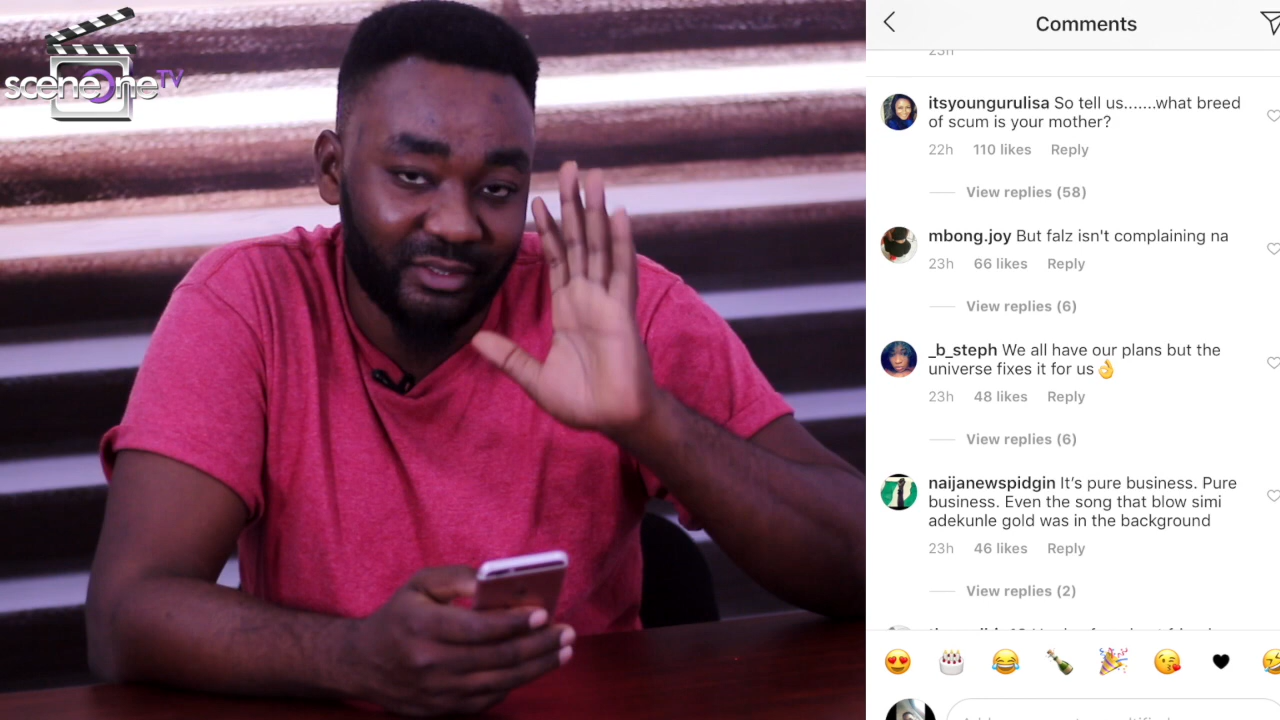 sceneOne TV
Comments
23h
itsyoungurulisa So tell us.......what breed
of scum is your mother?
22h 110 likes Reply
View replies (58)
mbong.joy But falz isn't complaining na
23h 66 likes Reply
View replies (6)
_b_steph We all have our plans but the
universe fixes it for us👌
23h 48 likes Reply
View replies (6)
naijanewspidgin It's pure business. Pure
business. Even the song that blow simi
adekunle gold was in the background
23h 46 likes Reply
View replies (2)